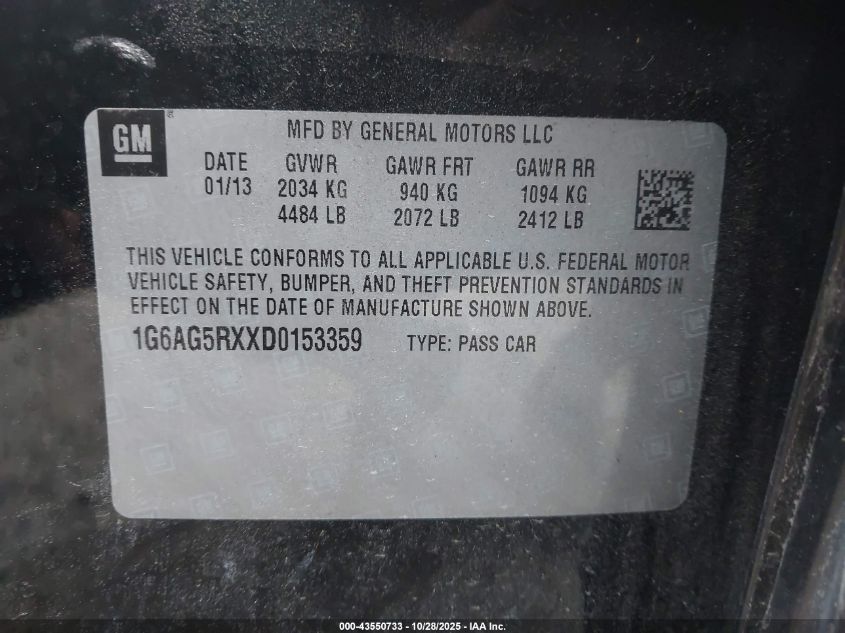 GM
MFD BY GENERAL MOTORS LLC
DATE GVWR GAWR FRT GAWR RR
01/13 2034 KG 940 KG 1094 KG
4484 LB 2072 LB 2412 LB
THIS VEHICLE CONFORMS TO ALL APPLICABLE U.S. FEDERAL MOTOR
VEHICLE SAFETY, BUMPER, AND THEFT PREVENTION STANDARDS IN
EFFECT ON THE DATE OF MANUFACTURE SHOWN ABOVE.
1G6AG5RXXD0153359 TYPE: PASS CAR
000-43550733 - 10/28/2025 - IAA Inc.